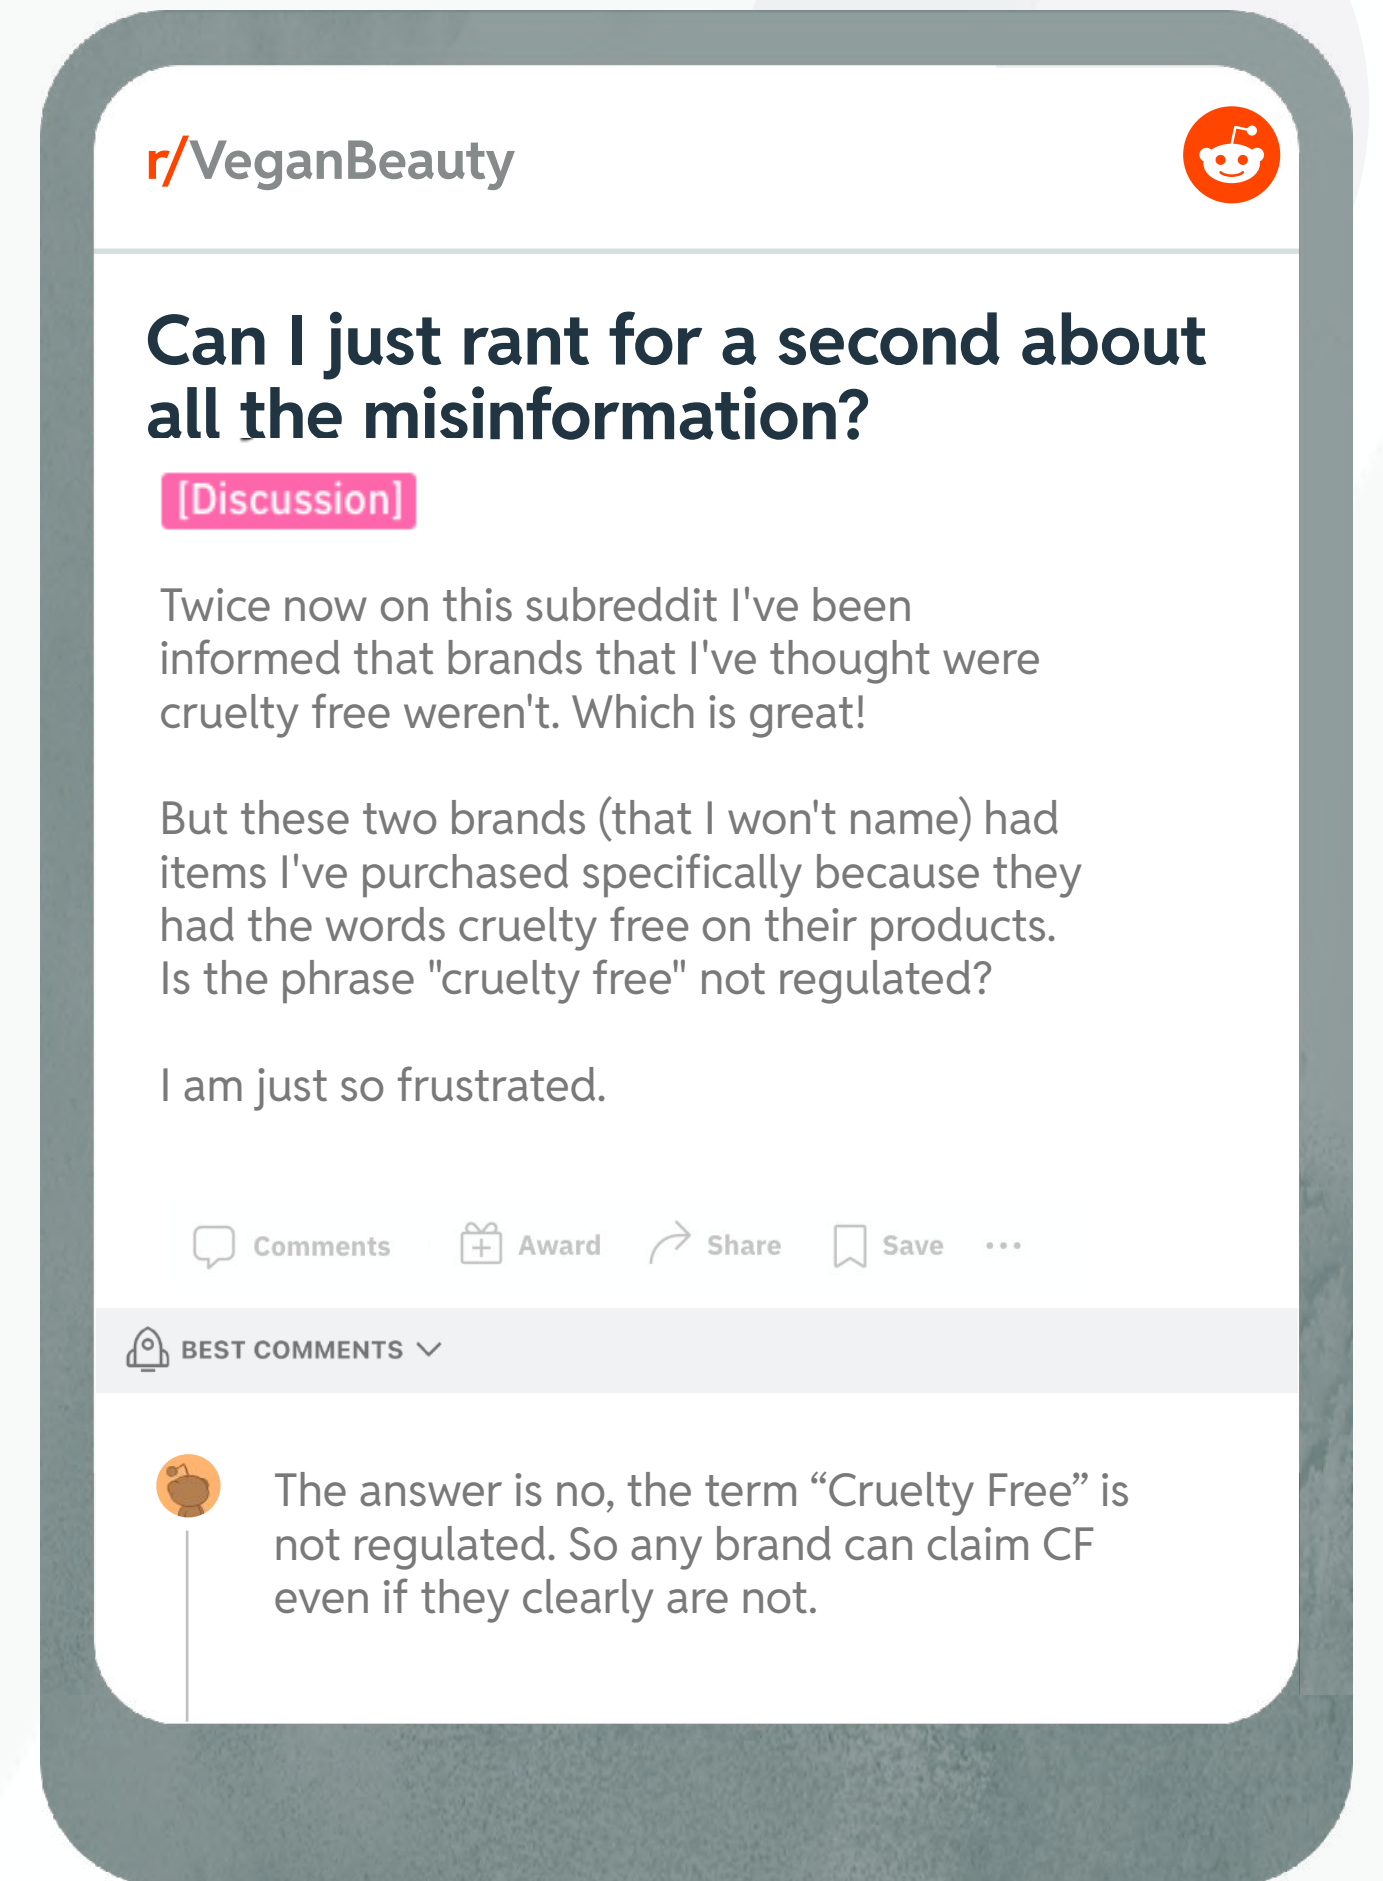 r/VeganBeauty
Can I just rant for a second about
all the misinformation?
[Discussion]
Twice now on this subreddit I've been
informed that brands that I've thought were
cruelty free weren't. Which is great!
But these two brands (that I won't name) had
items I've purchased specifically because they
had the words cruelty free on their products.
Is the phrase "cruelty free" not regulated?
I am just so frustrated.
Comments Award Share Save ...
BEST COMMENTS
The answer is no, the term “Cruelty Free” is
not regulated. So any brand can claim CF
even if they clearly are not.